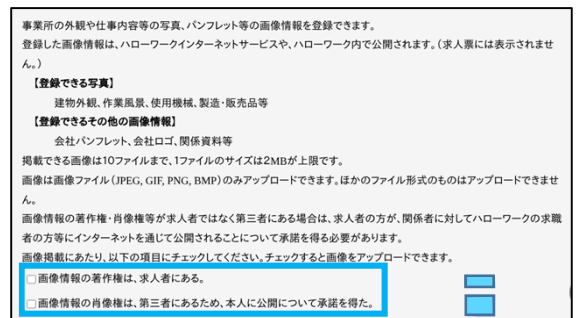 事業所の外観や仕事内容等の写真、パンフレット等の画像情報を登録できます。
登録した画像情報は、ハローワークインターネットサービスや、ハローワーク内で公開されます。(求人票には表示されませ
ん。)
【登録できる写真】
建物外観、作業風景、使用機械、製造・販売品等
【登録できるその他の画像情報】
会社パンフレット、会社ロゴ、関係資料等
掲載できる画像は10ファイルまで、1ファイルのサイズは2MBが上限です。
画像は画像ファイル(JPEG, GIF, PNG, BMP)のみアップロードできます。ほかのファイル形式のものはアップロードできませ
ん。
画像情報の著作権・肖像権等が求人者ではなく第三者にある場合は、求人者の方が、関係者に対してハローワークの求職
者の方等にインターネットを通じて公開されることについて承諾を得る必要があります。
画像掲載にあたり、以下の項目にチェックしてください。チェックすると画像をアップロードできます。
画像情報の著作権は、求人者にある。
画像情報の肖像権は、第三者にあるため、本人に公開について承諾を得た。